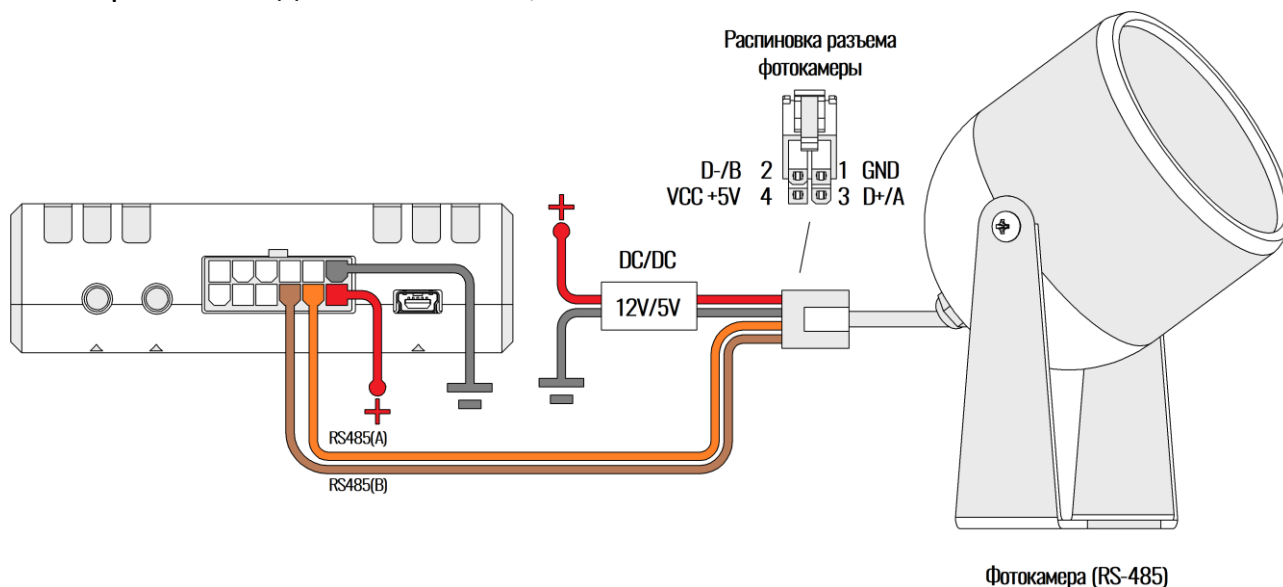 Распиновка разъема
фотокамеры
D-/B 2 1 GND
VCC +5V 4 3 D+/A
DC/DC
12V/5V
RS485(A)
RS485(B)
Фотокамера (RS-485)